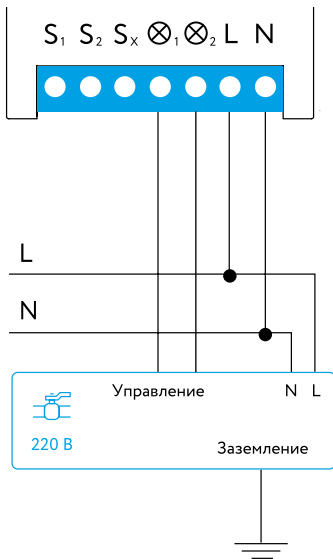 S₁ S₂ Sₓ ⊗₁ ⊗₂ L N
L
N
Управление N L
220 В
Заземление